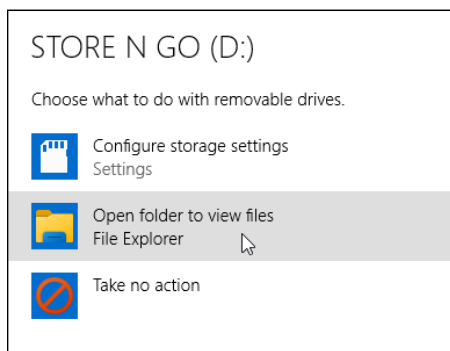 STORE N GO (D:)
Choose what to do with removable drives.
Configure storage settings
Settings
Open folder to view files
File Explorer
Take no action